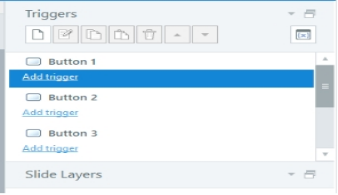 Triggers
Button 1
Add trigger
Button 2
Add trigger
Button 3
Add trigger
Slide Layers